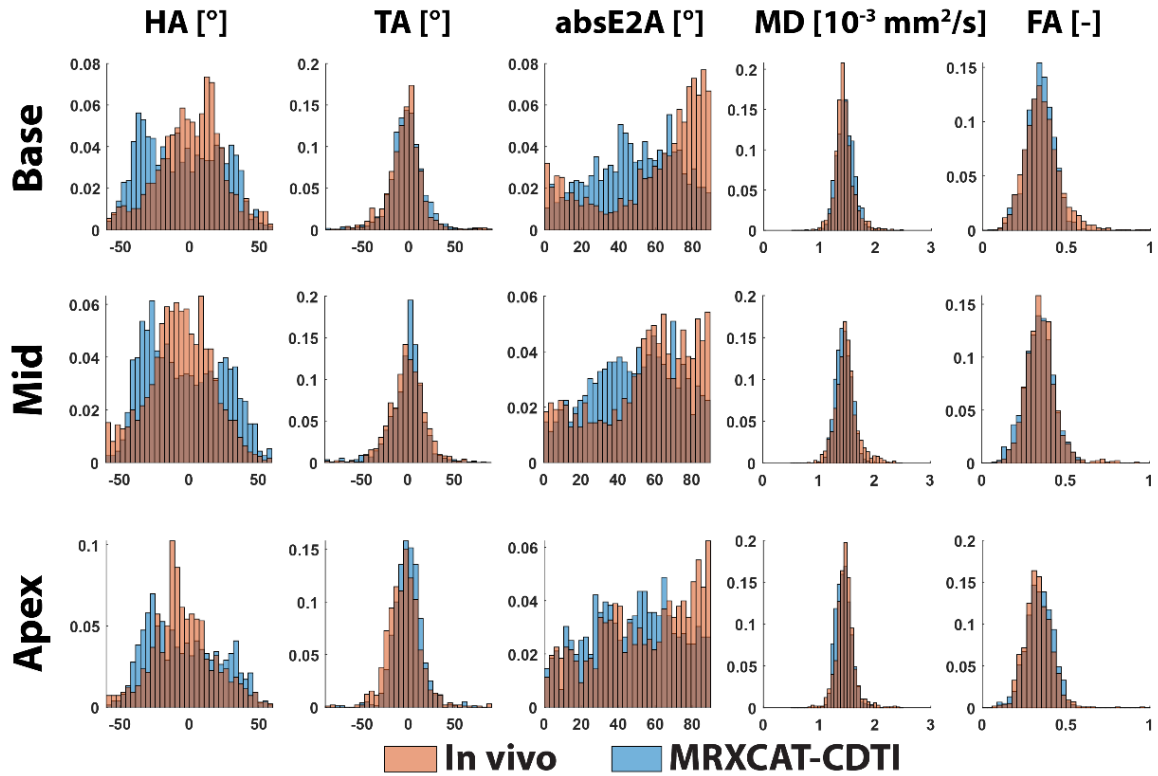 HA [°] TA [°] absE2A [°] MD [10⁻³ mm²/s] FA [-]
Base
0.08 0.06 0.04 0.02 0
-50 0 50
0.15 0.10 0.05 0
-50 0 50
0.08 0.06 0.04 0.02 0
0 20 40 60 80
0.2 0.15 0.1 0.05 0
0 1 2 3
0.15 0.1 0.05 0
0 0.5 1
Mid
0.06 0.04 0.02 0
-50 0 50
0.2 0.15 0.1 0.05 0
-50 0 50
0.06 0.04 0.02 0
0 20 40 60 80
0.2 0.15 0.1 0.05 0
0 1 2 3
0.15 0.1 0.05 0
0 0.5 1
Apex
0.1 0.05 0
-50 0 50
0.15 0.1 0.05 0
-50 0 50
0.06 0.04 0.02 0
0 20 40 60 80
0.2 0.15 0.1 0.05 0
0 1 2 3
0.2 0.15 0.1 0.05 0
0 0.5 1
In vivo MRXCAT-CDTI